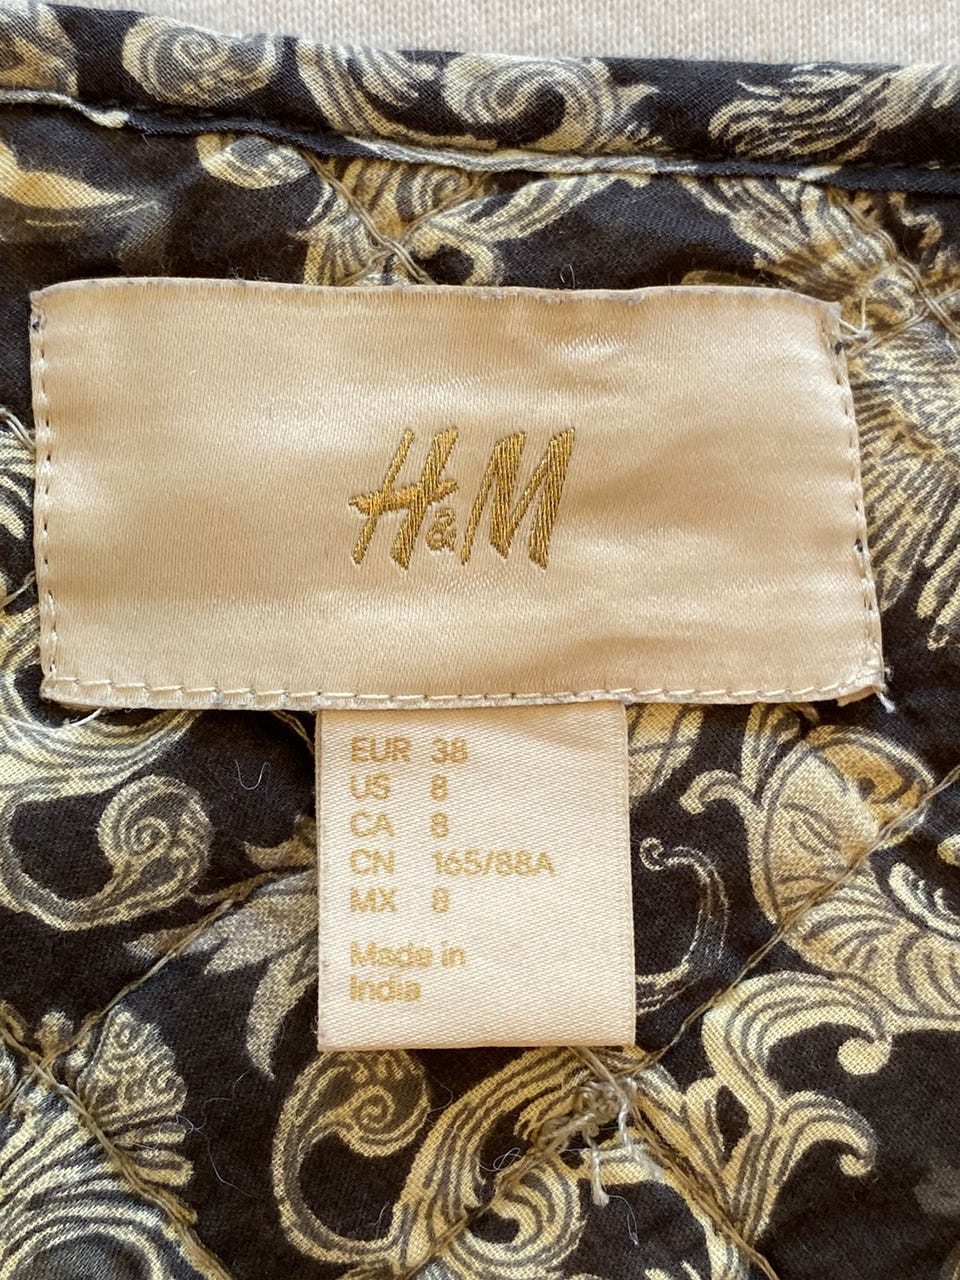 H&M
EUR 38
US 8
CA 8
CN 165/88A
MX 8
Made in
India